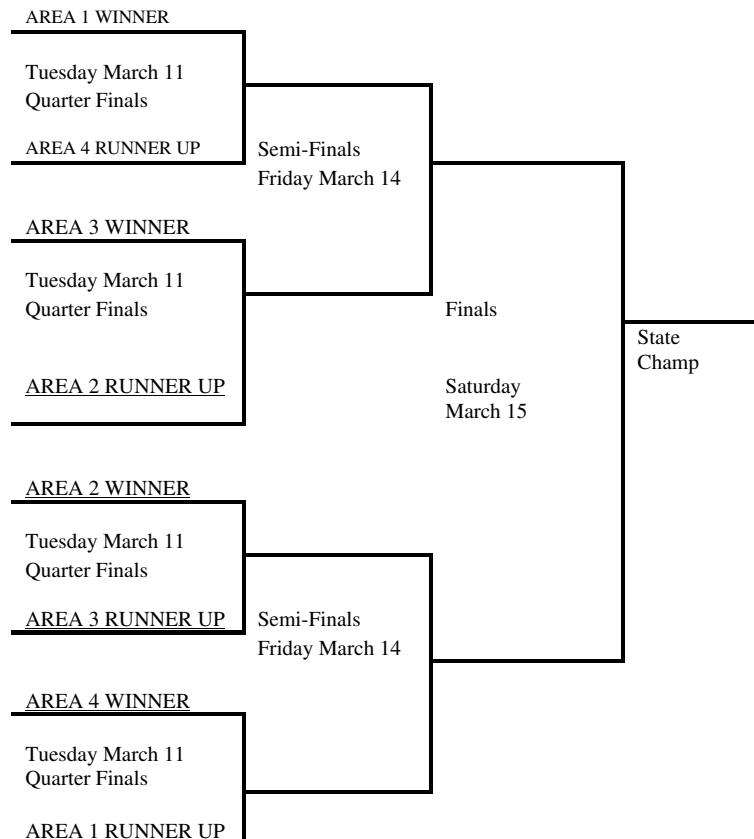 AREA 1 WINNER
Tuesday March 11
Quarter Finals
AREA 4 RUNNER UP
Semi-Finals
Friday March 14
AREA 3 WINNER
Tuesday March 11
Quarter Finals
AREA 2 RUNNER UP
Finals
Saturday
March 15
State
Champ
AREA 2 WINNER
Tuesday March 11
Quarter Finals
AREA 3 RUNNER UP
Semi-Finals
Friday March 14
AREA 4 WINNER
Tuesday March 11
Quarter Finals
AREA 1 RUNNER UP